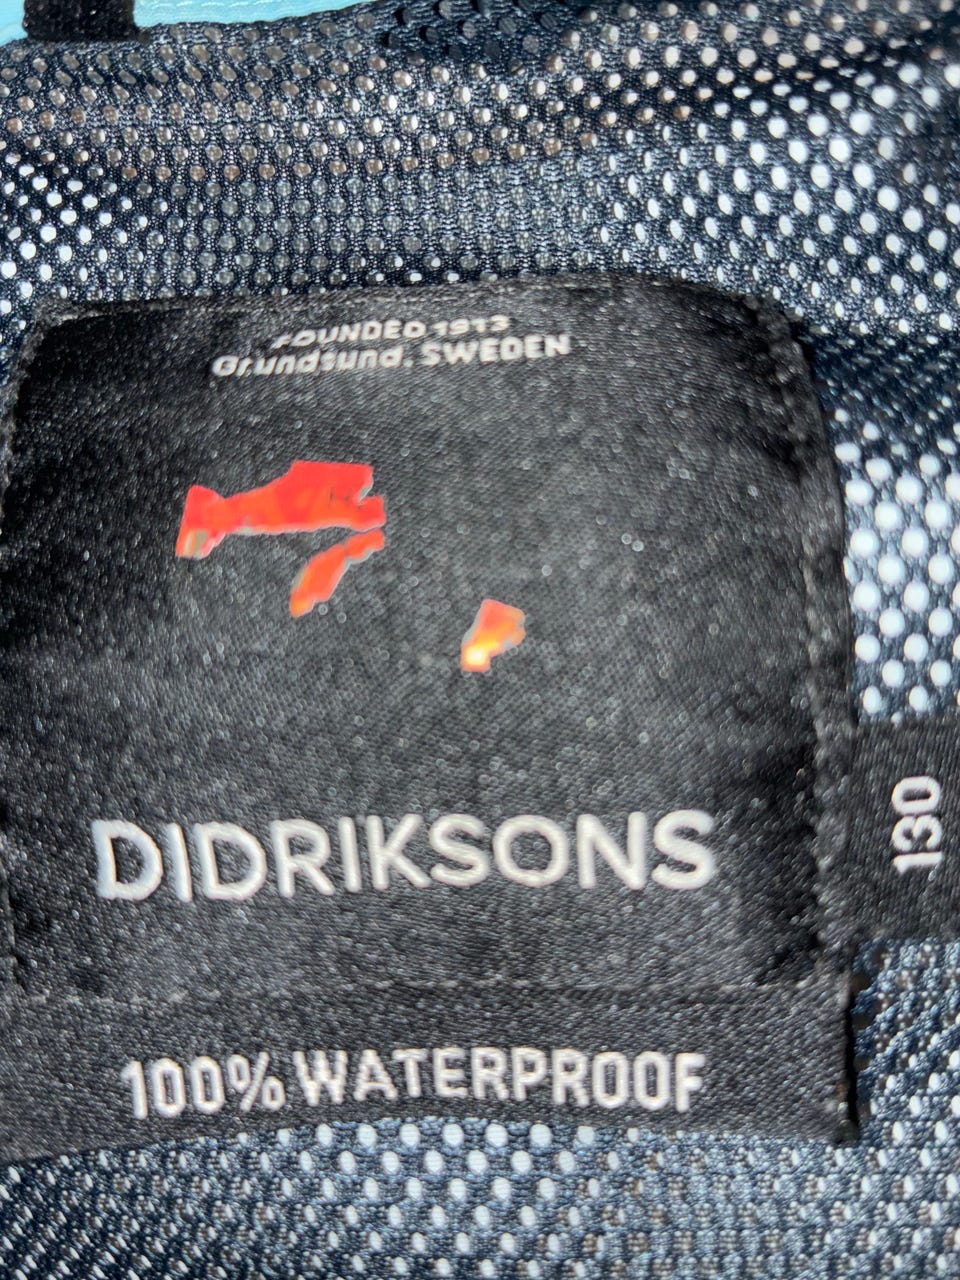 FOUNDED 1913
Grundsund, SWEDEN
DIDRIKSONS
130
100% WATERPROOF